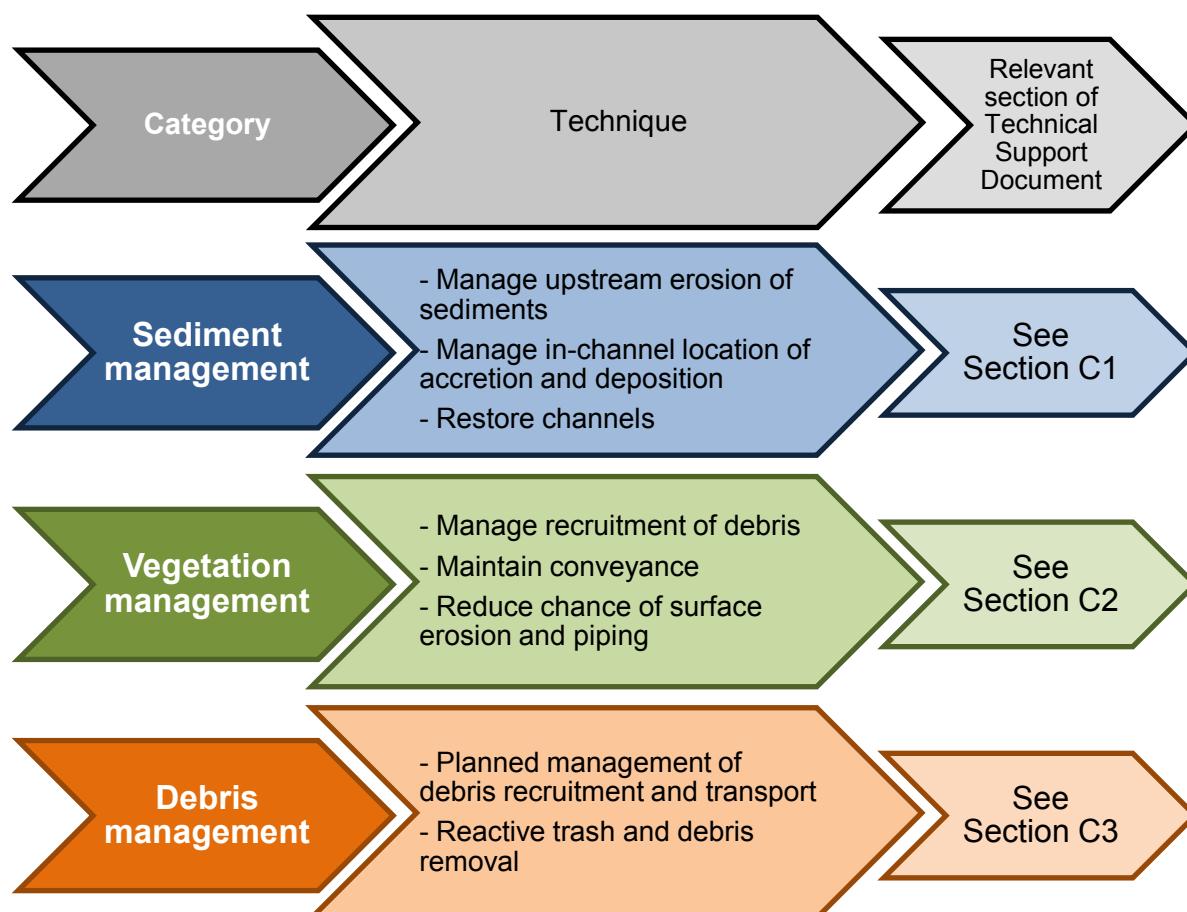 Category
Technique
Relevant
section of
Technical
Support
Document
Sediment
management
- Manage upstream erosion of
sediments
- Manage in-channel location of
accretion and deposition
- Restore channels
See
Section C1
Vegetation
management
- Manage recruitment of debris
- Maintain conveyance
- Reduce chance of surface
erosion and piping
See
Section C2
Debris
management
- Planned management of
debris recruitment and transport
- Reactive trash and debris
removal
See
Section C3